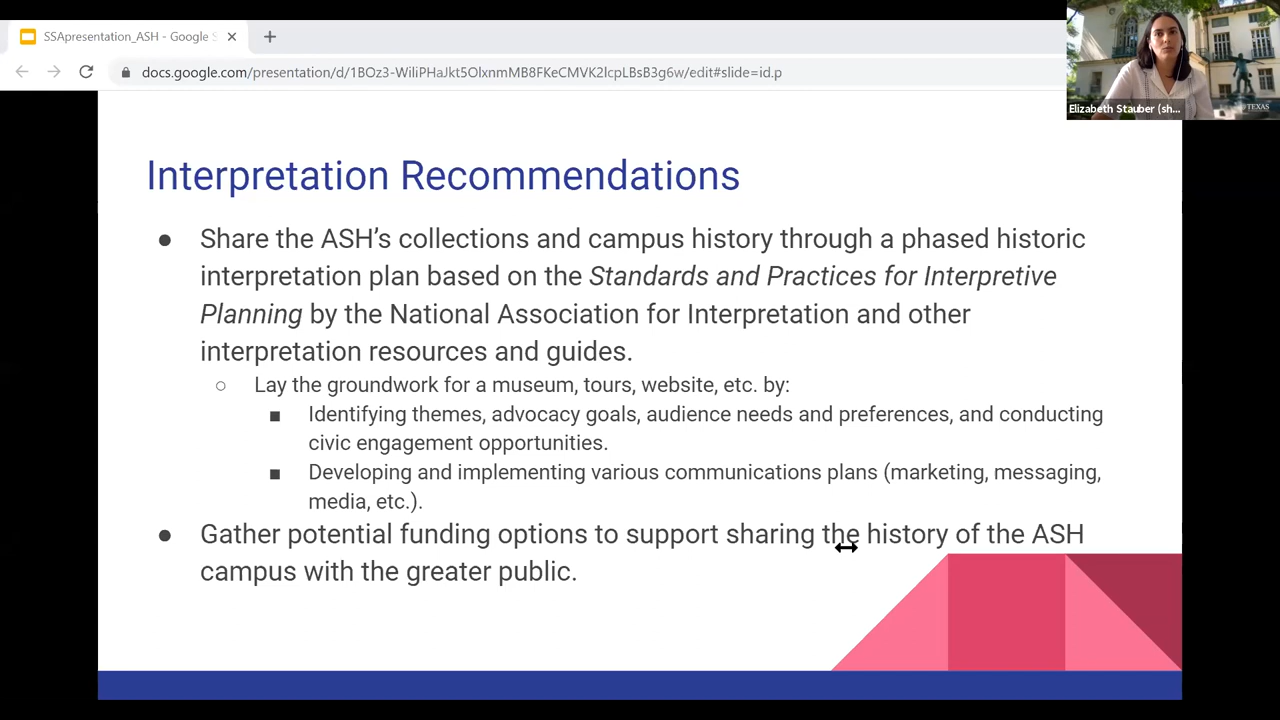 SSApresentation_ASH - Google S
docs.google.com/presentation/d/1BOz3-WiliPHaJkt5OlxnmMB8FKeCMVK2lcpLBsB3g6w/edit#slide=id.p
Elizabeth Stauber (sh...
TEXAS
Interpretation Recommendations
● Share the ASH’s collections and campus history through a phased historic
interpretation plan based on the Standards and Practices for Interpretive
Planning by the National Association for Interpretation and other
interpretation resources and guides.
○ Lay the groundwork for a museum, tours, website, etc. by:
■ Identifying themes, advocacy goals, audience needs and preferences, and conducting
civic engagement opportunities.
■ Developing and implementing various communications plans (marketing, messaging,
media, etc.).
● Gather potential funding options to support sharing the history of the ASH
campus with the greater public.